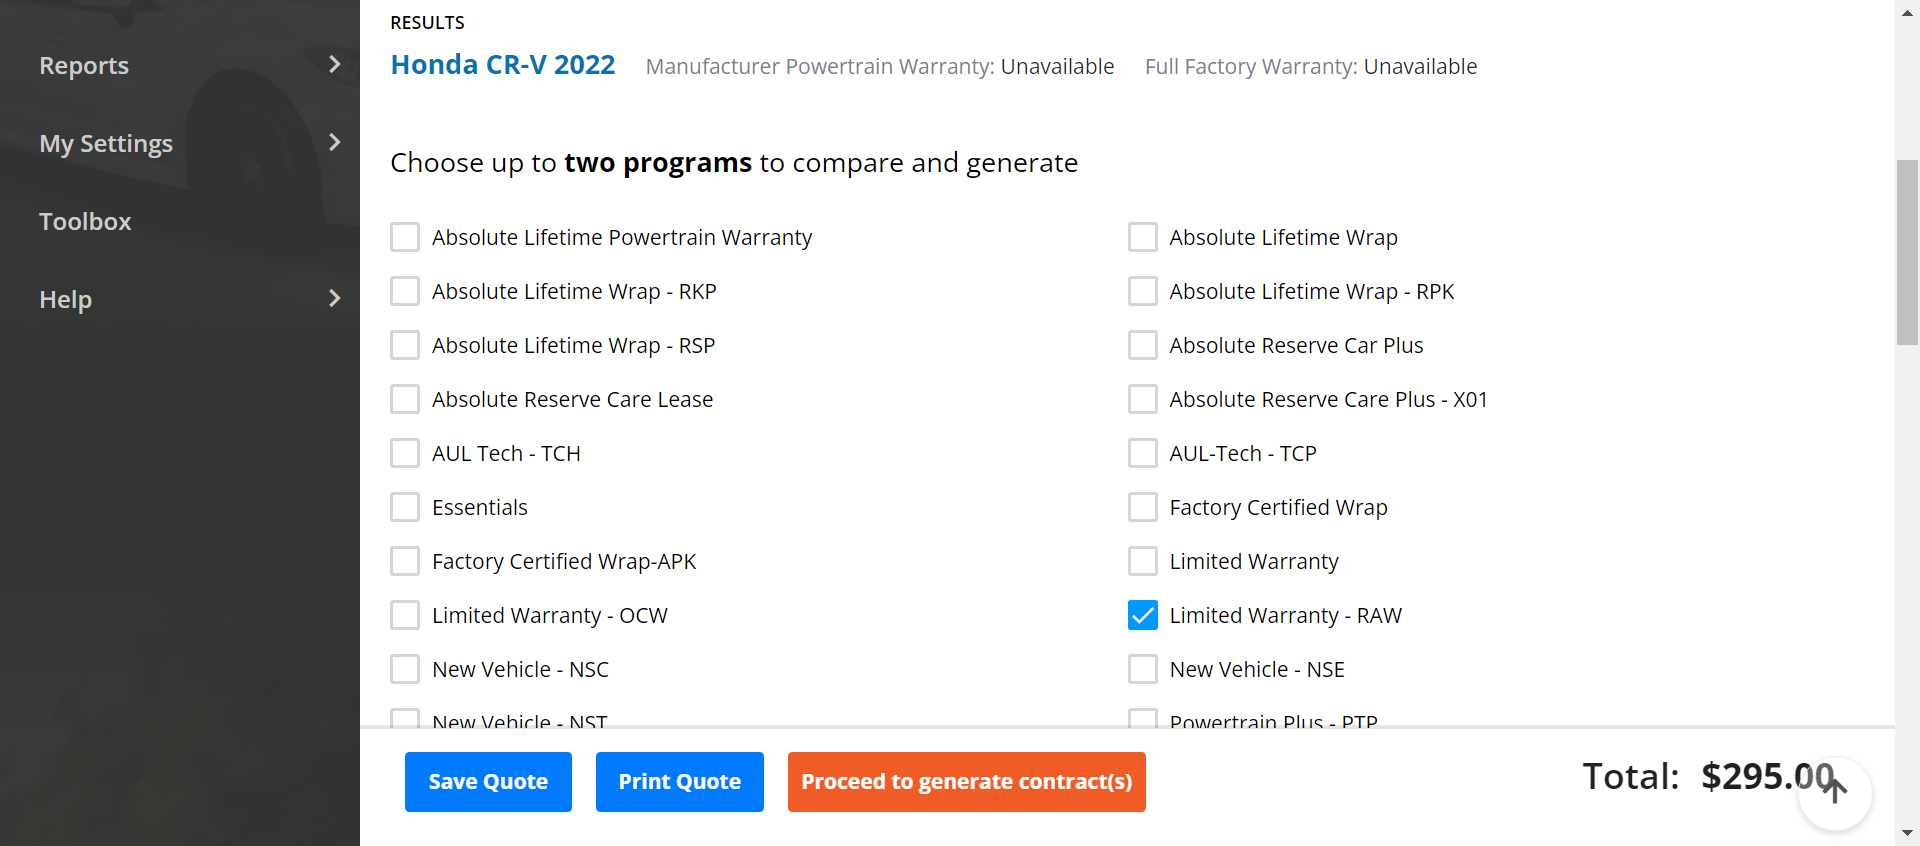 Reports
My Settings
Toolbox
Help
RESULTS
Honda CR-V 2022 Manufacturer Powertrain Warranty: Unavailable Full Factory Warranty: Unavailable
Choose up to two programs to compare and generate
Absolute Lifetime Powertrain Warranty
Absolute Lifetime Wrap
Absolute Lifetime Wrap - RKP
Absolute Lifetime Wrap - RPK
Absolute Lifetime Wrap - RSP
Absolute Reserve Car Plus
Absolute Reserve Care Lease
Absolute Reserve Care Plus - X01
AUL Tech - TCH
AUL-Tech - TCP
Essentials
Factory Certified Wrap
Factory Certified Wrap-APK
Limited Warranty
Limited Warranty - OCW
Limited Warranty - RAW
New Vehicle - NSC
New Vehicle - NSE
New Vehicle - NST
Powertrain Plus - PTP
Save Quote
Print Quote
Proceed to generate contract(s)
Total: $295.00